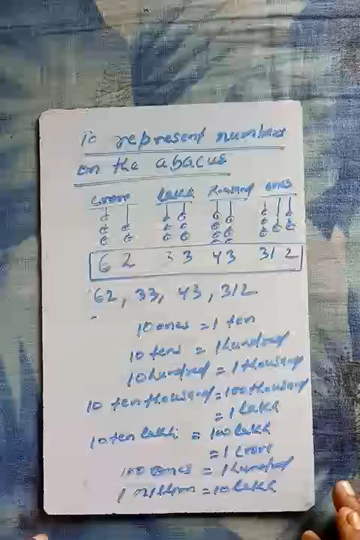 To represent numbers
on the abacus
crore lakh thousand ones
6 2 3 3 4 3 3 1 2
62, 33, 43, 312
10 ones = 1 ten
10 tens = 1 hundred
10 hundred = 1 thousand
10 ten thousand = 100 thousand
= 1 lakh
10 ten lakh = 100 lakh
= 1 crore
100 ones = 1 hundred
1 million = 10 lakh